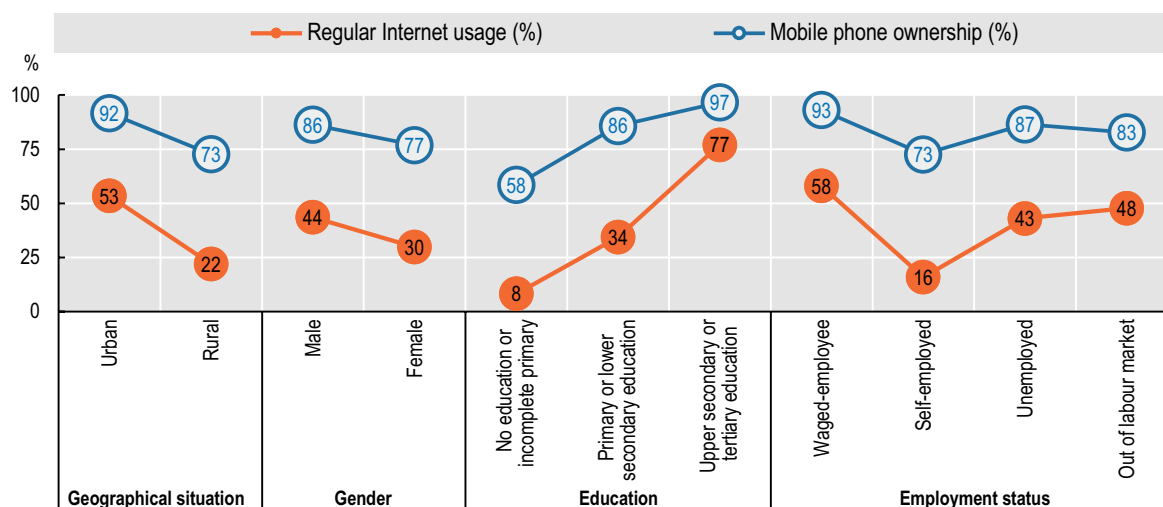 Regular Internet usage (%)
Mobile phone ownership (%)
%
100
75
50
25
0
92
73
86
77
58
86
97
93
73
87
83
53
22
44
30
8
34
77
58
16
43
48
Urban
Rural
Male
Female
No education or
incomplete primary
Primary or lower
secondary education
Upper secondary or
tertiary education
Waged-employee
Self-employed
Unemployed
Out of labour market
Geographical situation
Gender
Education
Employment status